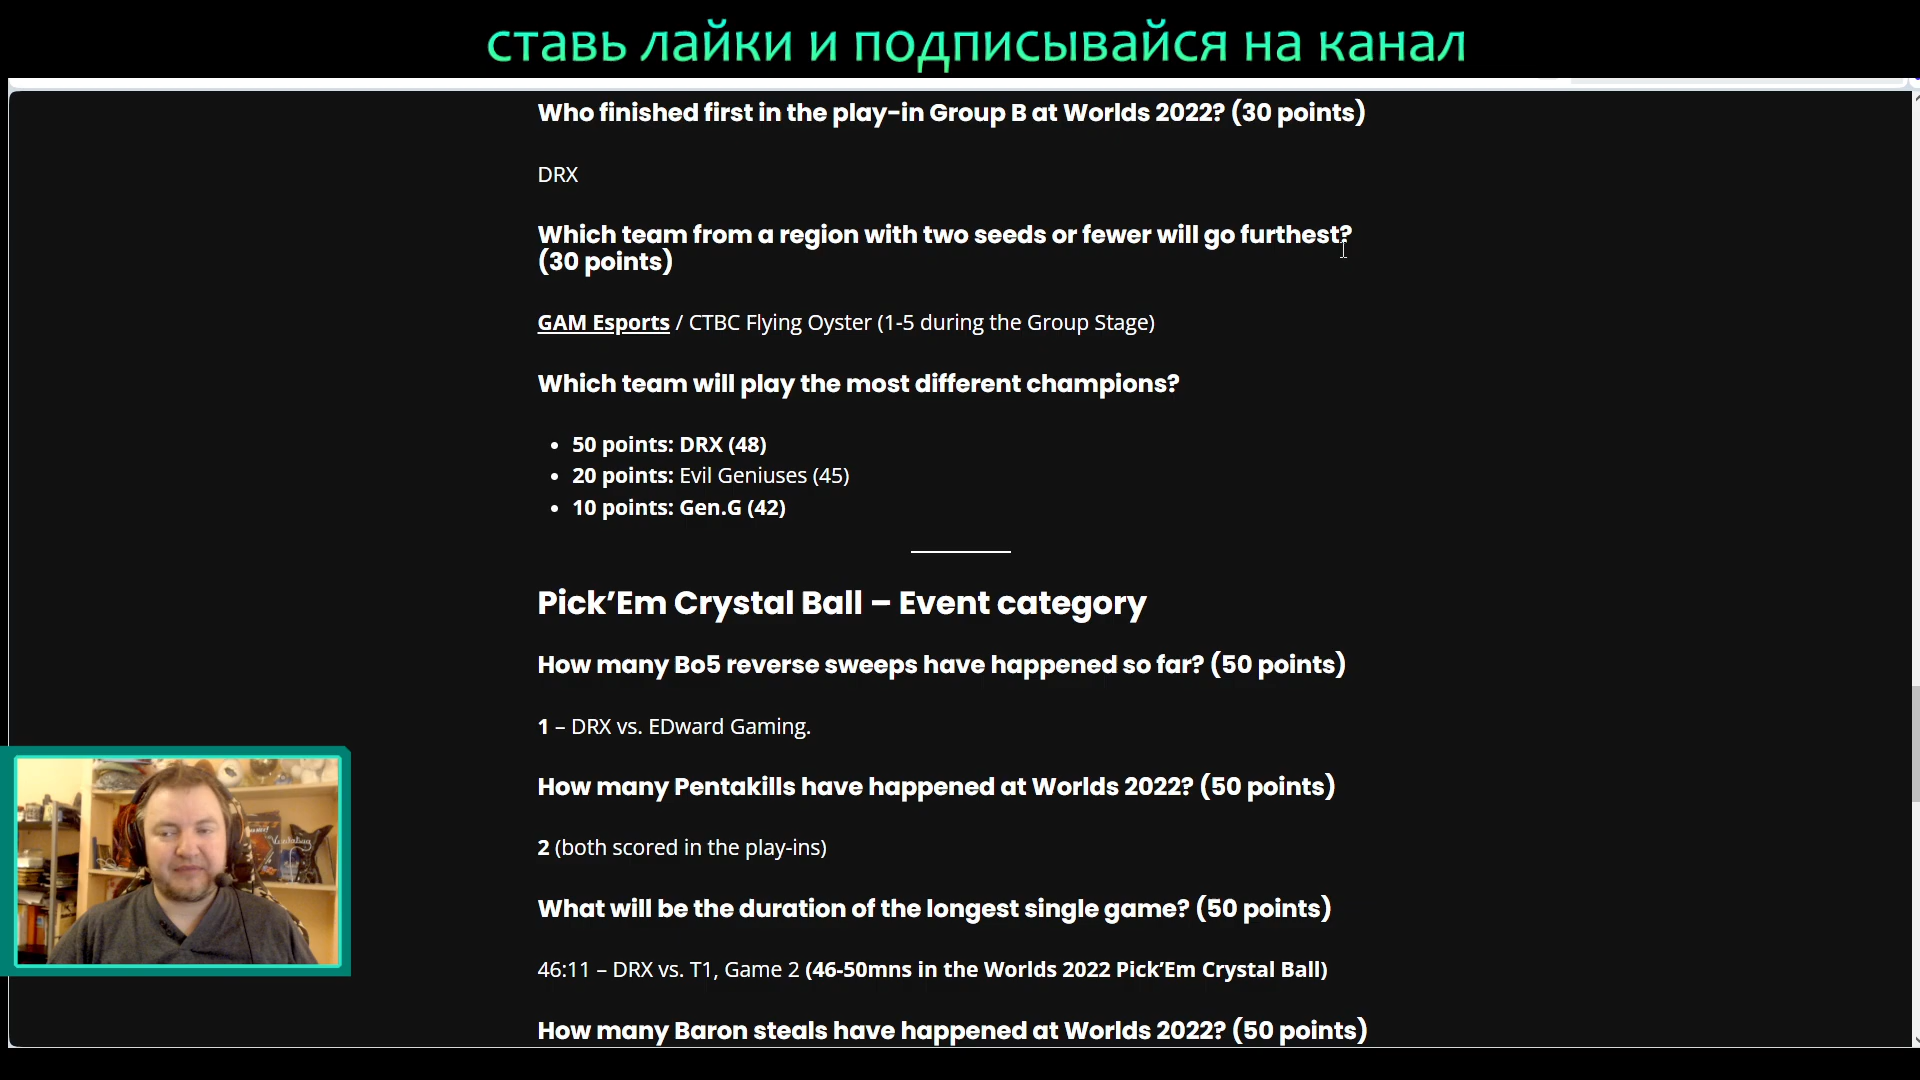 ставь лайки и подписывайся на канал
Who finished first in the play-in Group B at Worlds 2022? (30 points)
DRX
Which team from a region with two seeds or fewer will go furthest?
(30 points)
GAM Esports / CTBC Flying Oyster (1-5 during the Group Stage)
Which team will play the most different champions?
• 50 points: DRX (48)
• 20 points: Evil Geniuses (45)
• 10 points: Gen.G (42)
Pick’Em Crystal Ball – Event category
How many Bo5 reverse sweeps have happened so far? (50 points)
1 – DRX vs. EDward Gaming.
How many Pentakills have happened at Worlds 2022? (50 points)
2 (both scored in the play-ins)
What will be the duration of the longest single game? (50 points)
46:11 – DRX vs. T1, Game 2 (46-50mns in the Worlds 2022 Pick’Em Crystal Ball)
How many Baron steals have happened at Worlds 2022? (50 points)